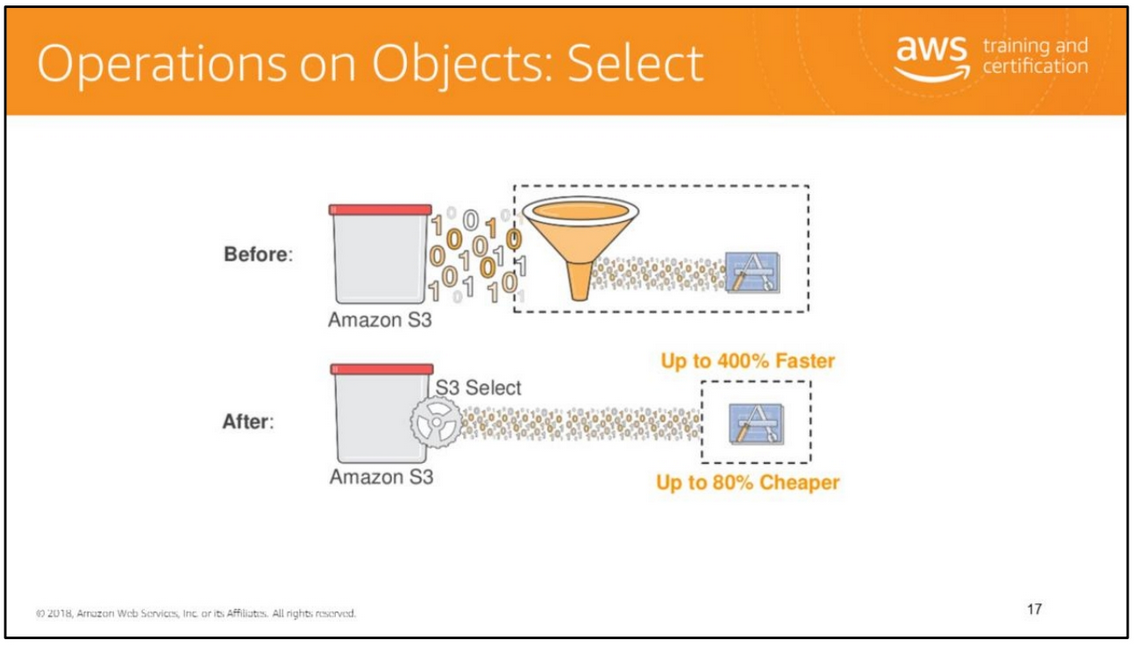 Operations on Objects: Select
aws training and
certification
Before:
Amazon S3
Up to 400% Faster
S3 Select
After:
Amazon S3
Up to 80% Cheaper
© 2018, Amazon Web Services, Inc. or its Affiliates. All rights reserved.
17